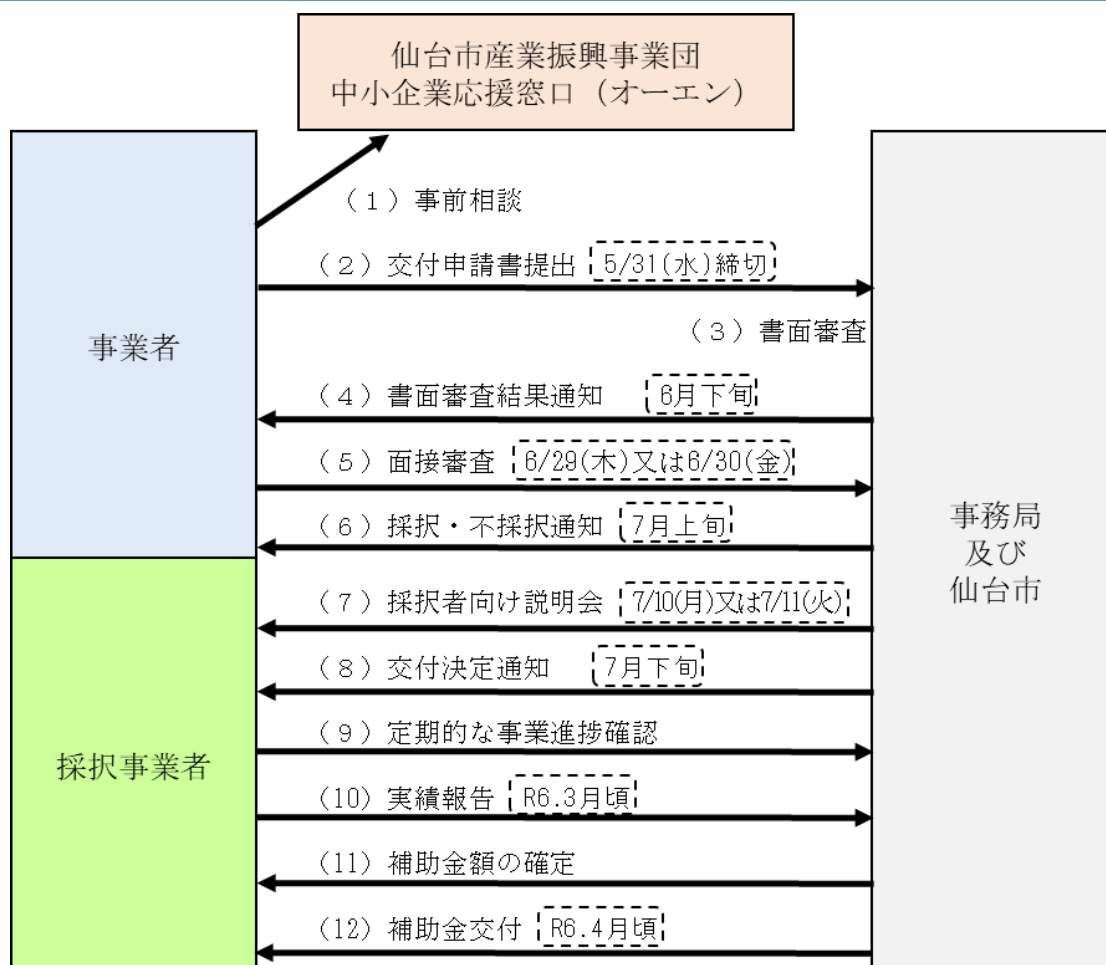 仙台市産業振興事業団
中小企業応援窓口（オーエン）
（１）事前相談
（２）交付申請書提出 5/31(水)締切
（３）書面審査
事業者
（４）書面審査結果通知 6月下旬
（５）面接審査 6/29(木)又は6/30(金)
（６）採択・不採択通知 7月上旬
事務局
及び
仙台市
（７）採択者向け説明会 7/10(月)又は7/11(火)
（８）交付決定通知 7月下旬
（９）定期的な事業進捗確認
採択事業者
（10）実績報告 R6.3月頃
（11）補助金額の確定
（12）補助金交付 R6.4月頃